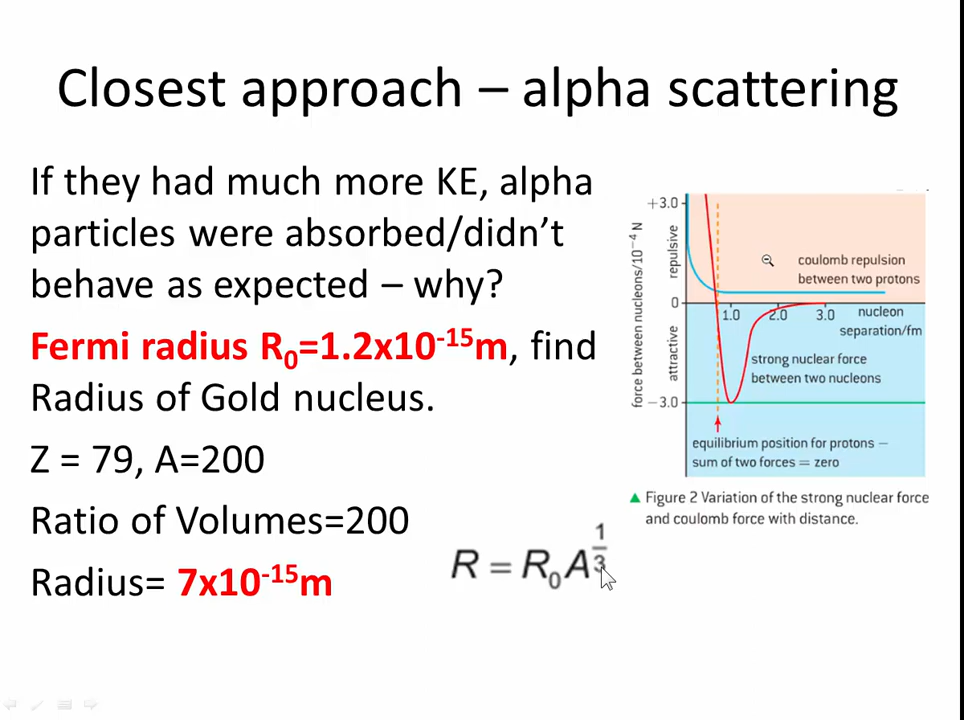 Closest approach – alpha scattering
If they had much more KE, alpha
particles were absorbed/didn't
behave as expected – why?
Fermi radius R₀=1.2x10⁻¹⁵m, find
Radius of Gold nucleus.
Z = 79, A=200
Ratio of Volumes=200
Radius= 7x10⁻¹⁵m
R = R₀A^(1/3)
force between nucleons/10⁻⁴ N
repulsive
attractive
+3.0
0
−3.0
coulomb repulsion
between two protons
1.0
2.0
3.0
nucleon
separation/fm
strong nuclear force
between two nucleons
equilibrium position for protons –
sum of two forces = zero
▲ Figure 2 Variation of the strong nuclear force
and coulomb force with distance.